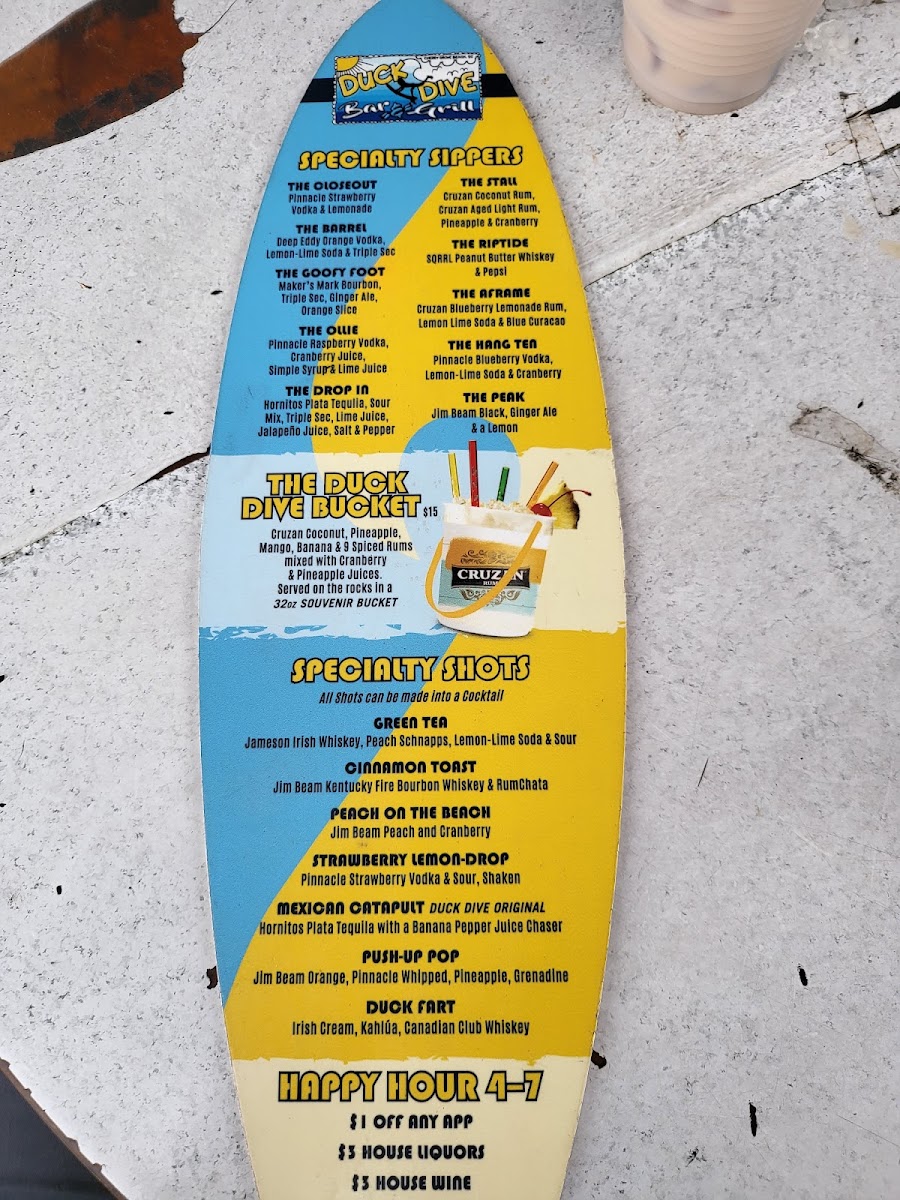 DUCK DIVE
Bar Grill
SPECIALTY SIPPERS
THE CLOSEOUT
Pinnacle Strawberry
Vodka & Lemonade
THE BARREL
Deep Eddy Orange Vodka,
Lemon-Lime Soda & Triple Sec
THE GOOFY FOOT
Maker's Mark Bourbon,
Triple Sec, Ginger Ale,
Orange Slice
THE OLLIE
Pinnacle Raspberry Vodka,
Cranberry Juice,
Simple Syrup & Lime Juice
THE DROP IN
Hornitos Plata Tequila, Sour
Mix, Triple Sec, Lime Juice,
Jalapeño Juice, Salt & Pepper
THE STALL
Cruzan Coconut Rum,
Cruzan Aged Light Rum,
Pineapple & Cranberry
THE RIPTIDE
SQRRL Peanut Butter Whiskey
& Pepsi
THE AFRAME
Cruzan Blueberry Lemonade Rum,
Lemon Lime Soda & Blue Curacao
THE HANG TEN
Pinnacle Blueberry Vodka,
Lemon-Lime Soda & Cranberry
THE PEAK
Jim Beam Black, Ginger Ale
& a Lemon
THE DUCK
DIVE BUCKET $15
Cruzan Coconut, Pineapple,
Mango, Banana & 9 Spiced Rums
mixed with Cranberry
& Pineapple Juices.
Served on the rocks in a
32oz SOUVENIR BUCKET
CRUZAN
RUM
SPECIALTY SHOTS
All Shots can be made into a Cocktail
GREEN TEA
Jameson Irish Whiskey, Peach Schnapps, Lemon-Lime Soda & Sour
CINNAMON TOAST
Jim Beam Kentucky Fire Bourbon Whiskey & RumChata
PEACH ON THE BEACH
Jim Beam Peach and Cranberry
STRAWBERRY LEMON-DROP
Pinnacle Strawberry Vodka & Sour, Shaken
MEXICAN CATAPULT DUCK DIVE ORIGINAL
Hornitos Plata Tequila with a Banana Pepper Juice Chaser
PUSH-UP POP
Jim Beam Orange, Pinnacle Whipped, Pineapple, Grenadine
DUCK FART
Irish Cream, Kahlúa, Canadian Club Whiskey
HAPPY HOUR 4–7
$1 OFF ANY APP
$3 HOUSE LIQUORS
$3 HOUSE WINE